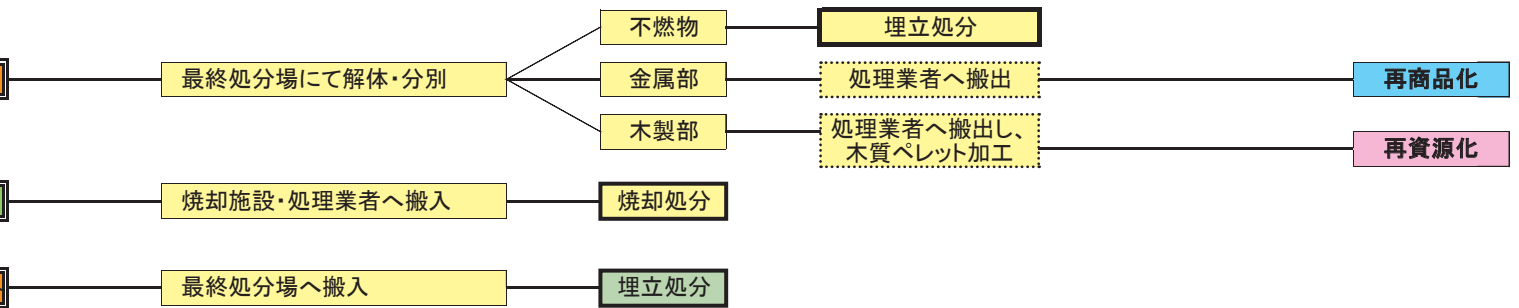 不燃物
埋立処分
最終処分場にて解体・分別
金属部
処理業者へ搬出
再商品化
木製部
処理業者へ搬出し、
木質ペレット加工
再資源化
焼却施設・処理業者へ搬入
焼却処分
最終処分場へ搬入
埋立処分